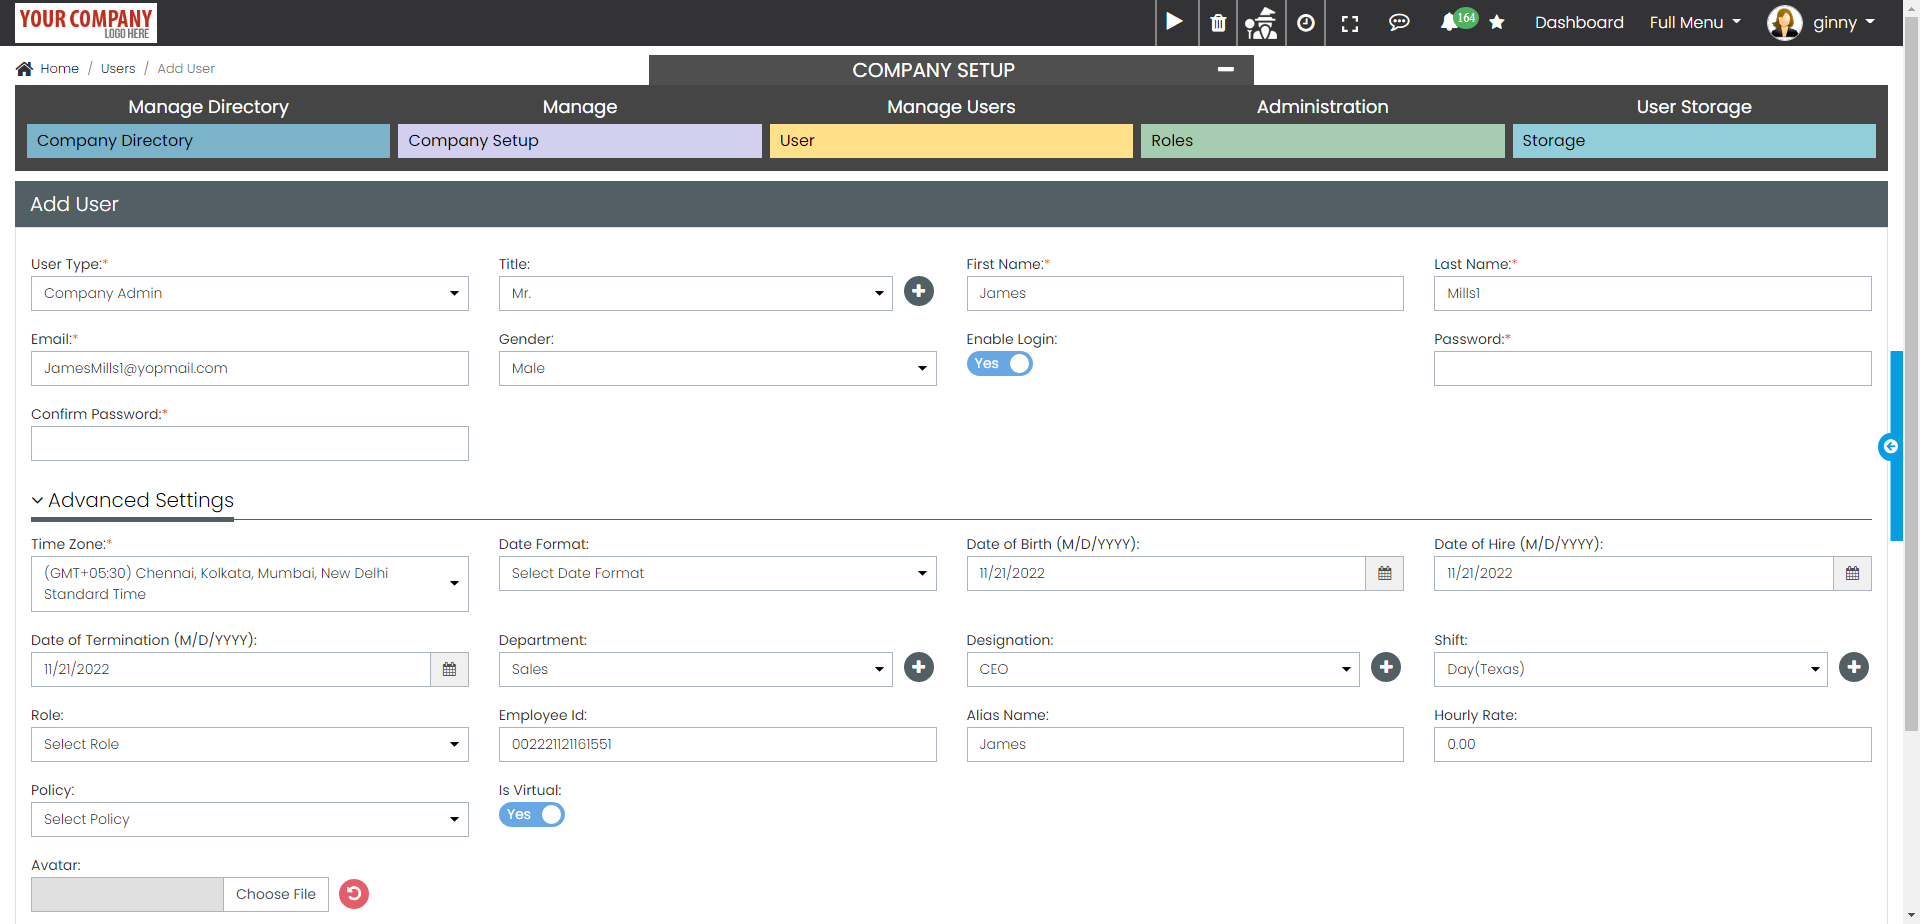 YOUR COMPANY
LOGO HERE
164
Dashboard
Full Menu
ginny
Home / Users / Add User
COMPANY SETUP
Manage Directory
Manage
Manage Users
Administration
User Storage
Company Directory
Company Setup
User
Roles
Storage
Add User
User Type:*
Title:
First Name:*
Last Name:*
Company Admin
Mr.
James
Mills1
Email:*
Gender:
Enable Login:
Password:*
JamesMills1@yopmail.com
Male
Yes
Confirm Password:*
Advanced Settings
Time Zone:*
Date Format:
Date of Birth (M/D/YYYY):
Date of Hire (M/D/YYYY):
(GMT+05:30) Chennai, Kolkata, Mumbai, New Delhi
Standard Time
Select Date Format
11/21/2022
11/21/2022
Date of Termination (M/D/YYYY):
Department:
Designation:
Shift:
11/21/2022
Sales
CEO
Day(Texas)
Role:
Employee Id:
Alias Name:
Hourly Rate:
Select Role
002221121161551
James
0.00
Policy:
Is Virtual:
Select Policy
Yes
Avatar:
Choose File